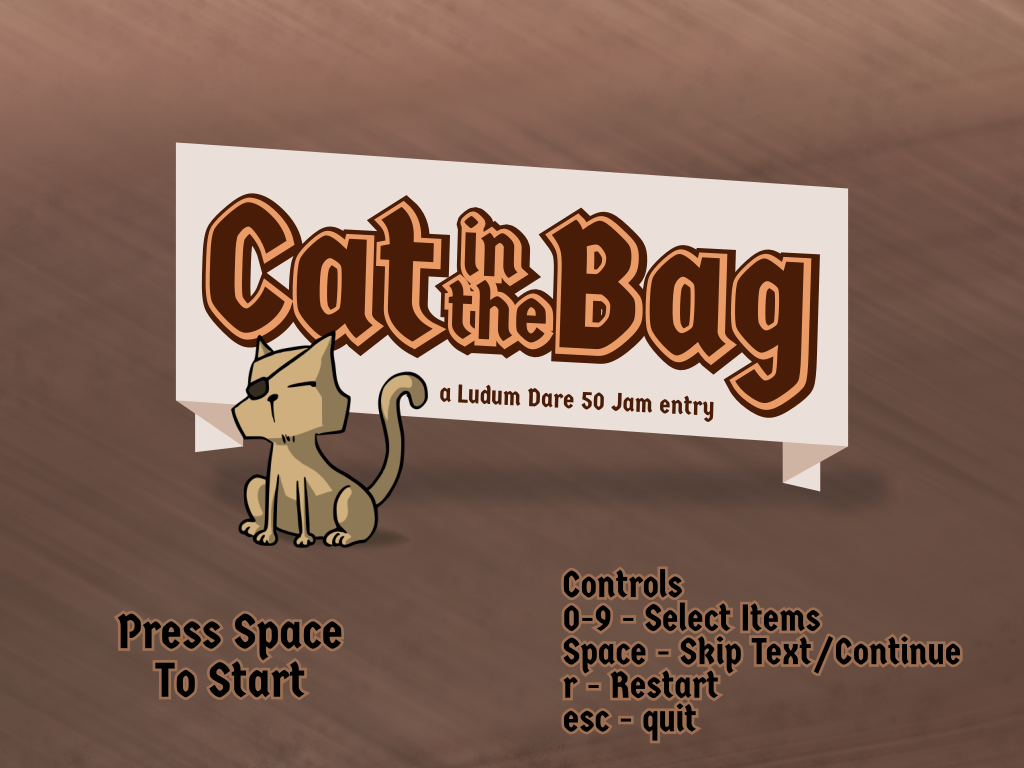 Cat in the Bag
a Ludum Dare 50 Jam entry
Press Space
To Start
Controls
0-9 - Select Items
Space - Skip Text/Continue
r - Restart
esc - quit